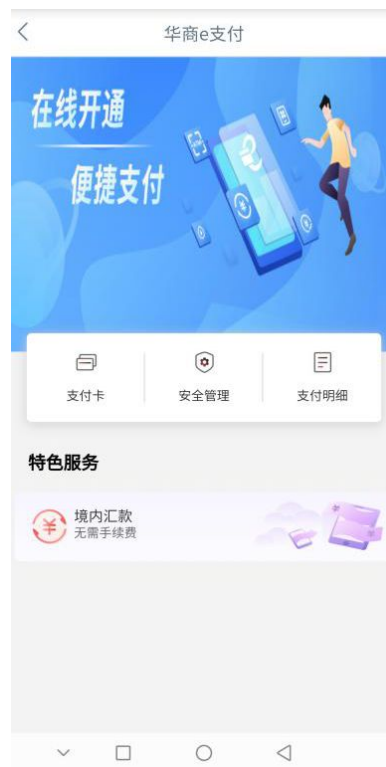 华商e支付
在线开通
便捷支付
支付卡
安全管理
支付明细
特色服务
境内汇款
无需手续费